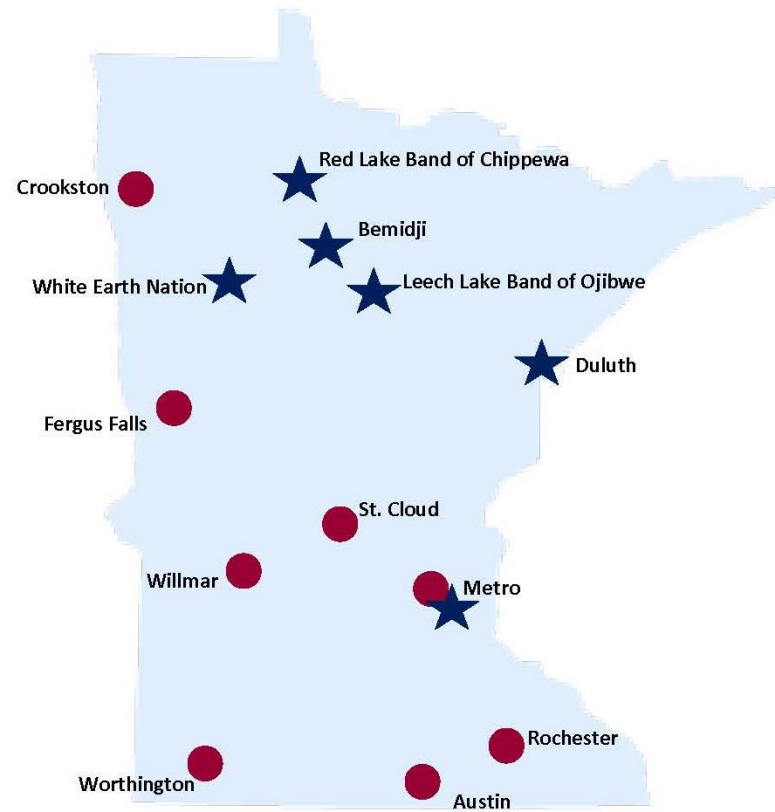 Red Lake Band of Chippewa
Crookston
Bemidji
White Earth Nation
Leech Lake Band of Ojibwe
Duluth
Fergus Falls
St. Cloud
Willmar
Metro
Rochester
Worthington
Austin